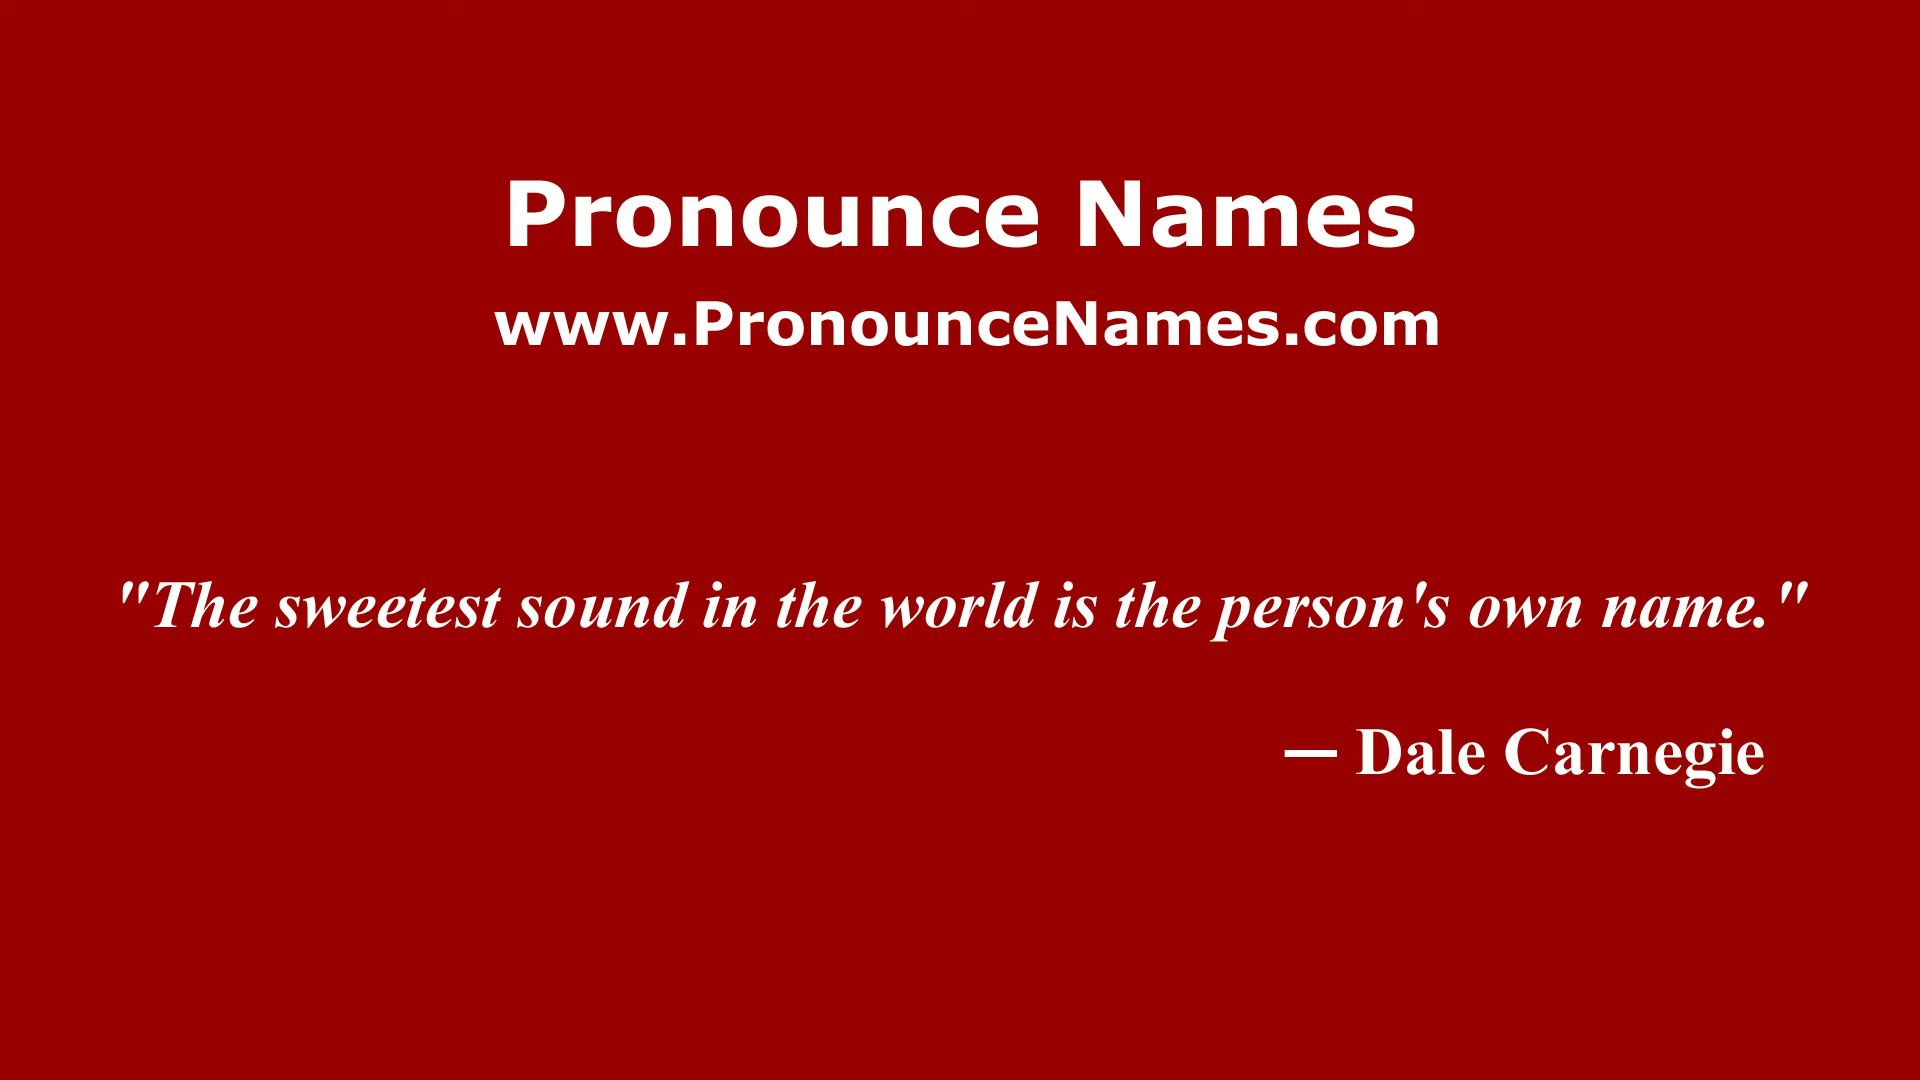 Pronounce Names
www.PronounceNames.com
"The sweetest sound in the world is the person's own name."
— Dale Carnegie